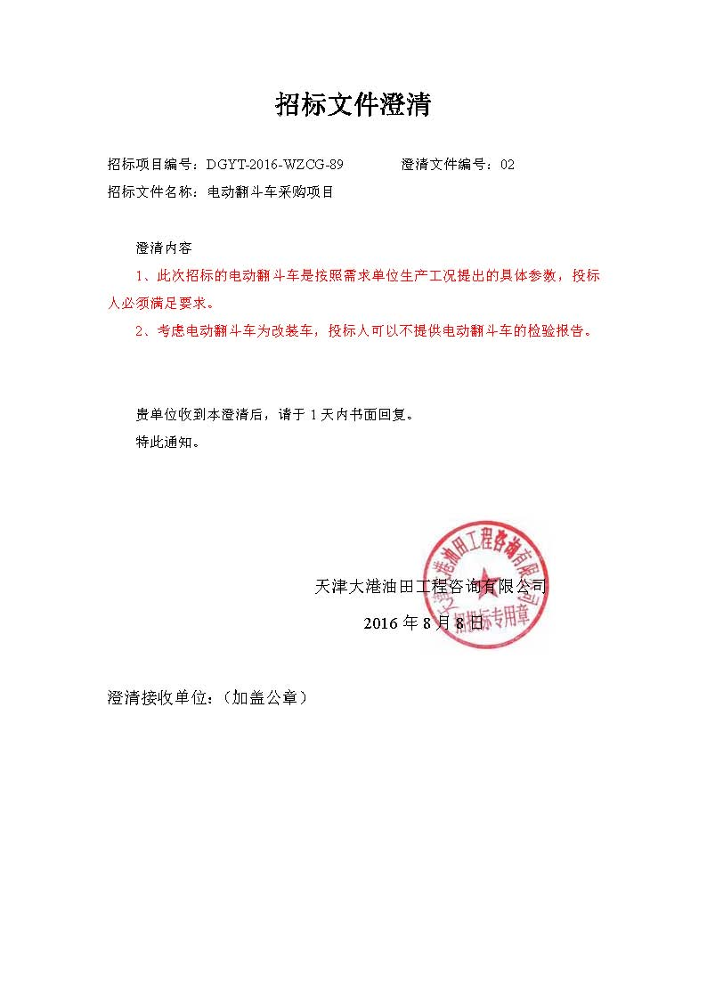 招标文件澄清
招标项目编号：DGYT-2016-WZCG-89 澄清文件编号：02
招标文件名称：电动翻斗车采购项目
澄清内容
1、此次招标的电动翻斗车是按照需求单位生产工况提出的具体参数，投标
人必须满足要求。
2、考虑电动翻斗车为改装车，投标人可以不提供电动翻斗车的检验报告。
贵单位收到本澄清后，请于 1 天内书面回复。
特此通知。
天津大港油田工程咨询有限公司
2016 年 8 月 8 日
天津大港油田工程咨询有限公司
招投标专用章
澄清接收单位：（加盖公章）